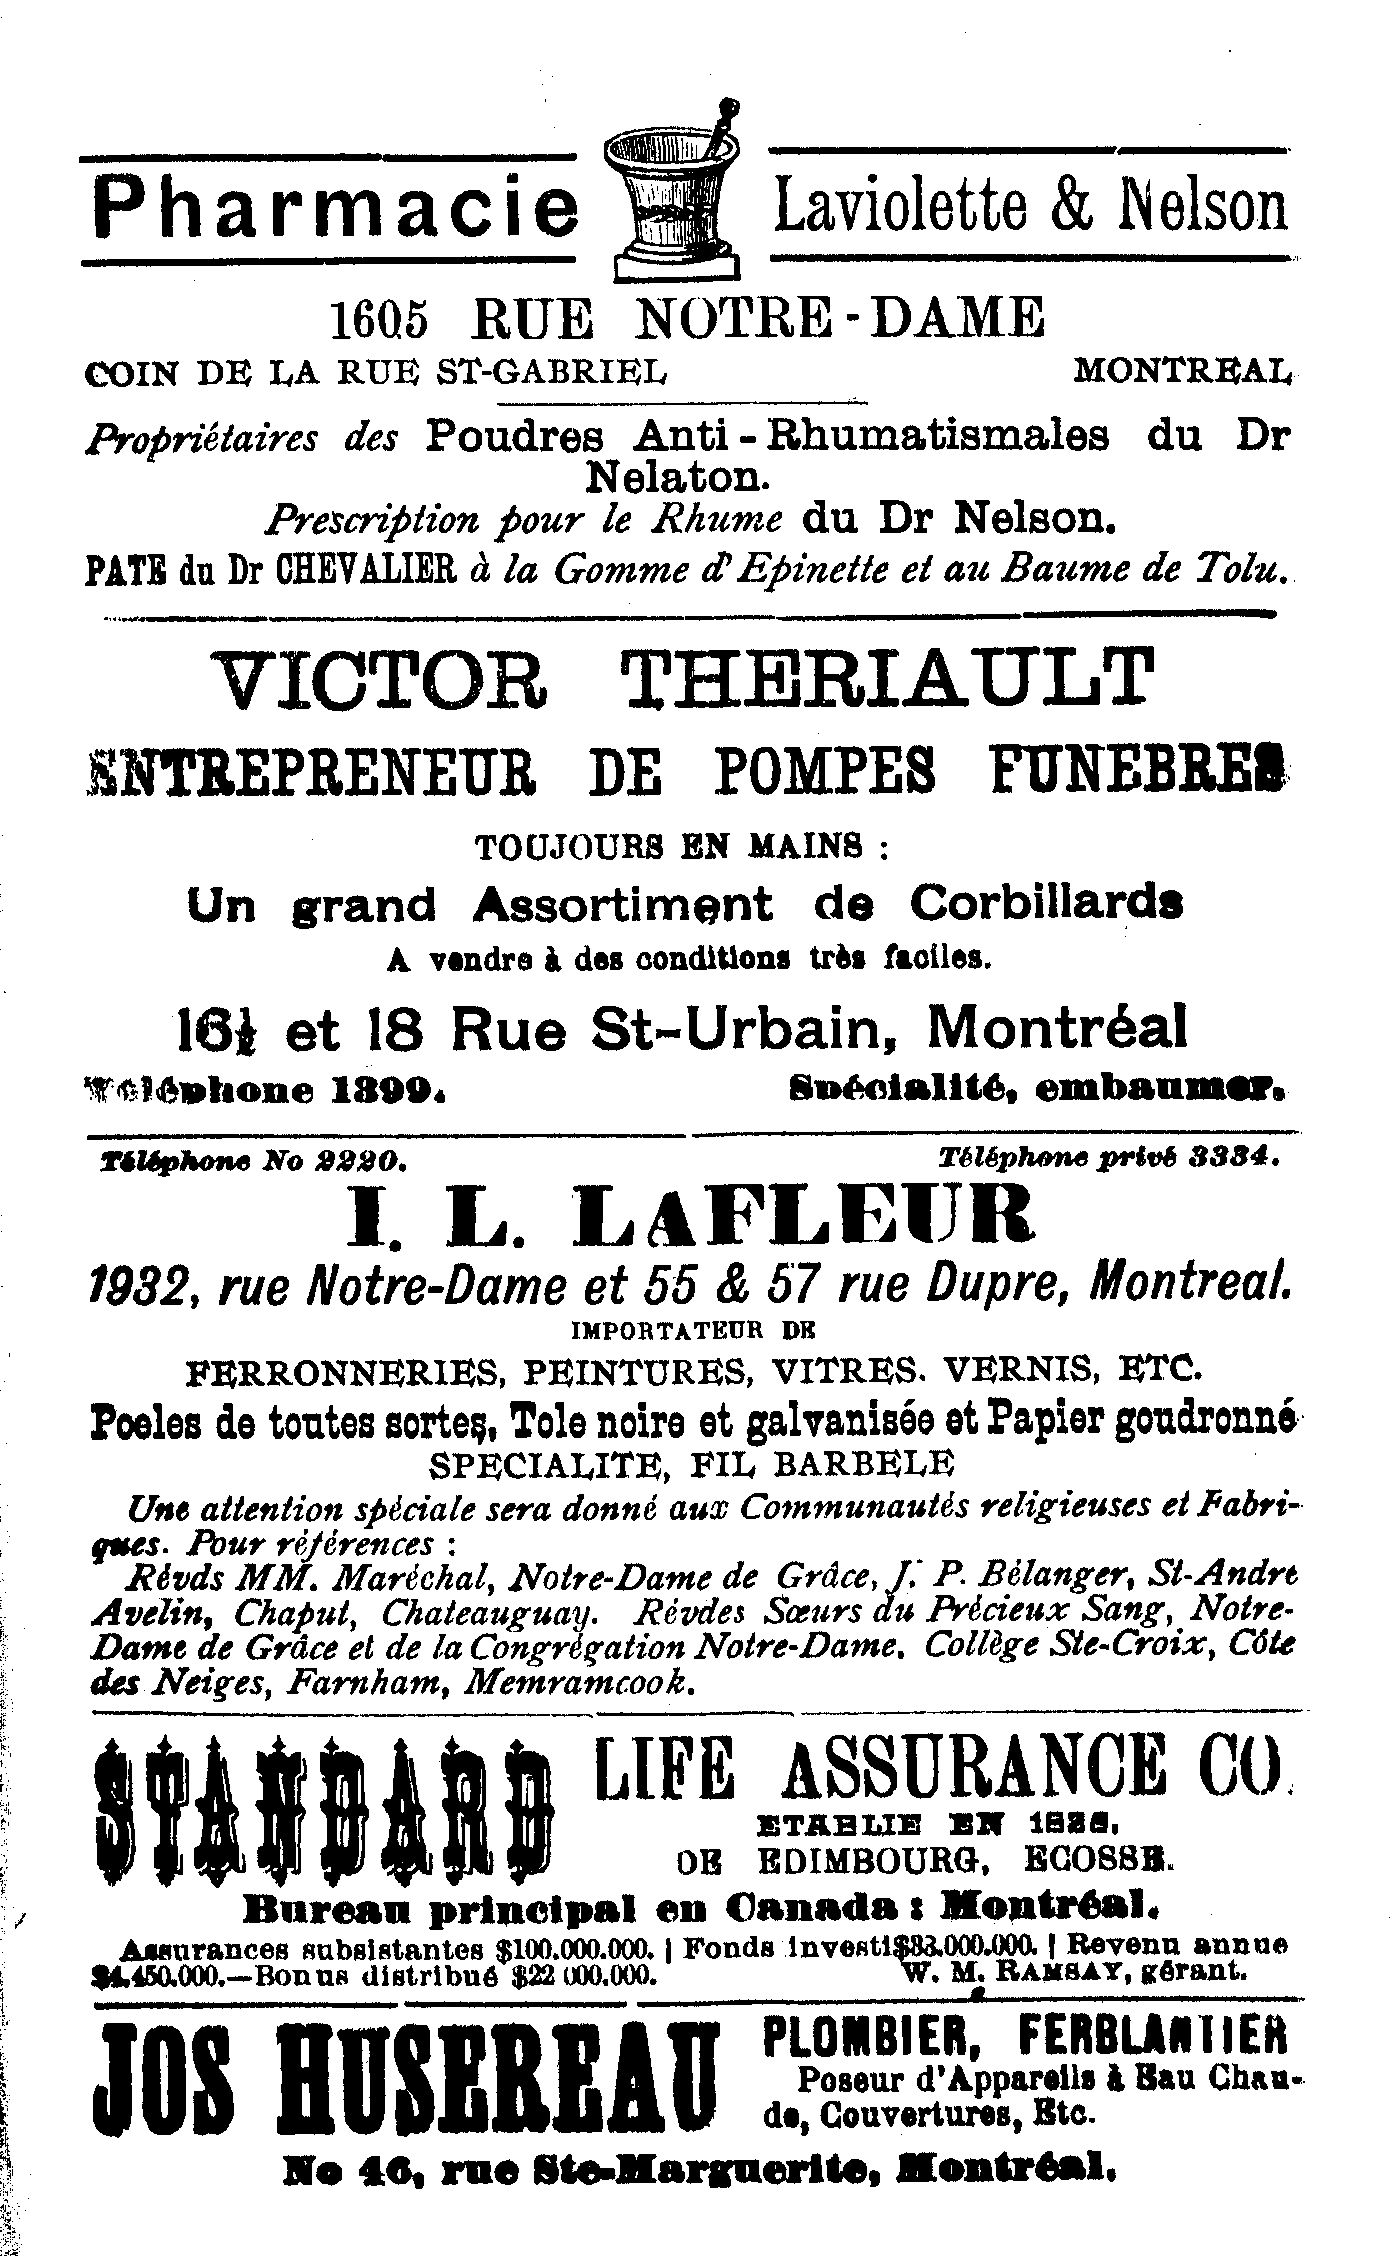 Pharmacie Laviolette & Nelson
1605 RUE NOTRE-DAME
COIN DE LA RUE ST-GABRIEL MONTREAL
Propriétaires des Poudres Anti-Rhumatismales du Dr
Nelaton.
Prescription pour le Rhume du Dr Nelson.
PATE du Dr CHEVALIER à la Gomme d'Epinette et au Baume de Tolu.
VICTOR THERIAULT
ENTREPRENEUR DE POMPES FUNEBRES
TOUJOURS EN MAINS :
Un grand Assortiment de Corbillards
A vendre à des conditions très faciles.
16½ et 18 Rue St-Urbain, Montréal
Téléphone 1399. Spécialité, embaumer.
Téléphone No 2220. Téléphone privé 3334.
I. L. LAFLEUR
1932, rue Notre-Dame et 55 & 57 rue Dupre, Montreal.
IMPORTATEUR DE
FERRONNERIES, PEINTURES, VITRES. VERNIS, ETC.
Poeles de toutes sortes, Tole noire et galvanisée et Papier goudronné
SPECIALITE, FIL BARBELE
Une attention spéciale sera donné aux Communautés religieuses et Fabri-
ques. Pour références :
Révds MM. Maréchal, Notre-Dame de Grâce, J. P. Bélanger, St-Andre
Avelin, Chaput, Chateauguay. Révdes Sœurs du Précieux Sang, Notre-
Dame de Grâce et de la Congrégation Notre-Dame. Collège Ste-Croix, Côte
des Neiges, Farnham, Memramcook.
STANDARD LIFE ASSURANCE CO.
ETABLIE EN
DE EDIMBOURG, ECOSSE.
Bureau principal en Canada : Montréal.
Assurances subsistantes $100.000.000. | Fonds investi | Revenu annue
$4.450.000.—Bonus distribué $22 000.000. W. M. RAMSAY, gérant.
JOS HUSEREAU PLOMBIER, FERBLANTIER
Poseur d'Appareils à Eau Chau-
de, Couvertures, Etc.
No 46, rue Ste-Marguerite, Montréal.